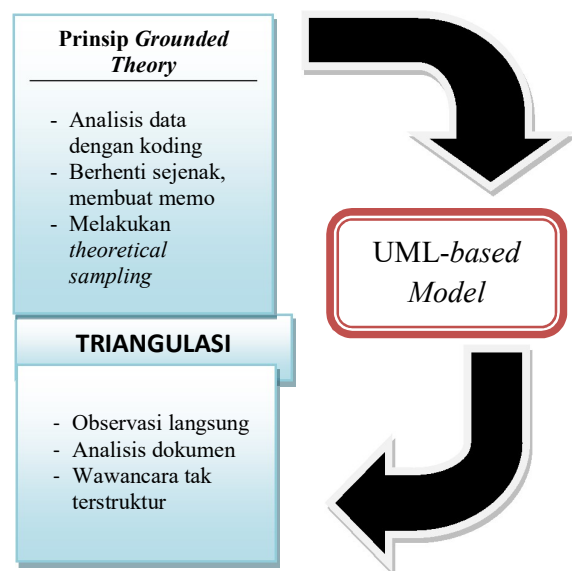 Prinsip Grounded
Theory
- Analisis data
dengan koding
- Berhenti sejenak,
membuat memo
- Melakukan
theoretical
sampling
UML-based
Model
TRIANGULASI
- Observasi langsung
- Analisis dokumen
- Wawancara tak
terstruktur